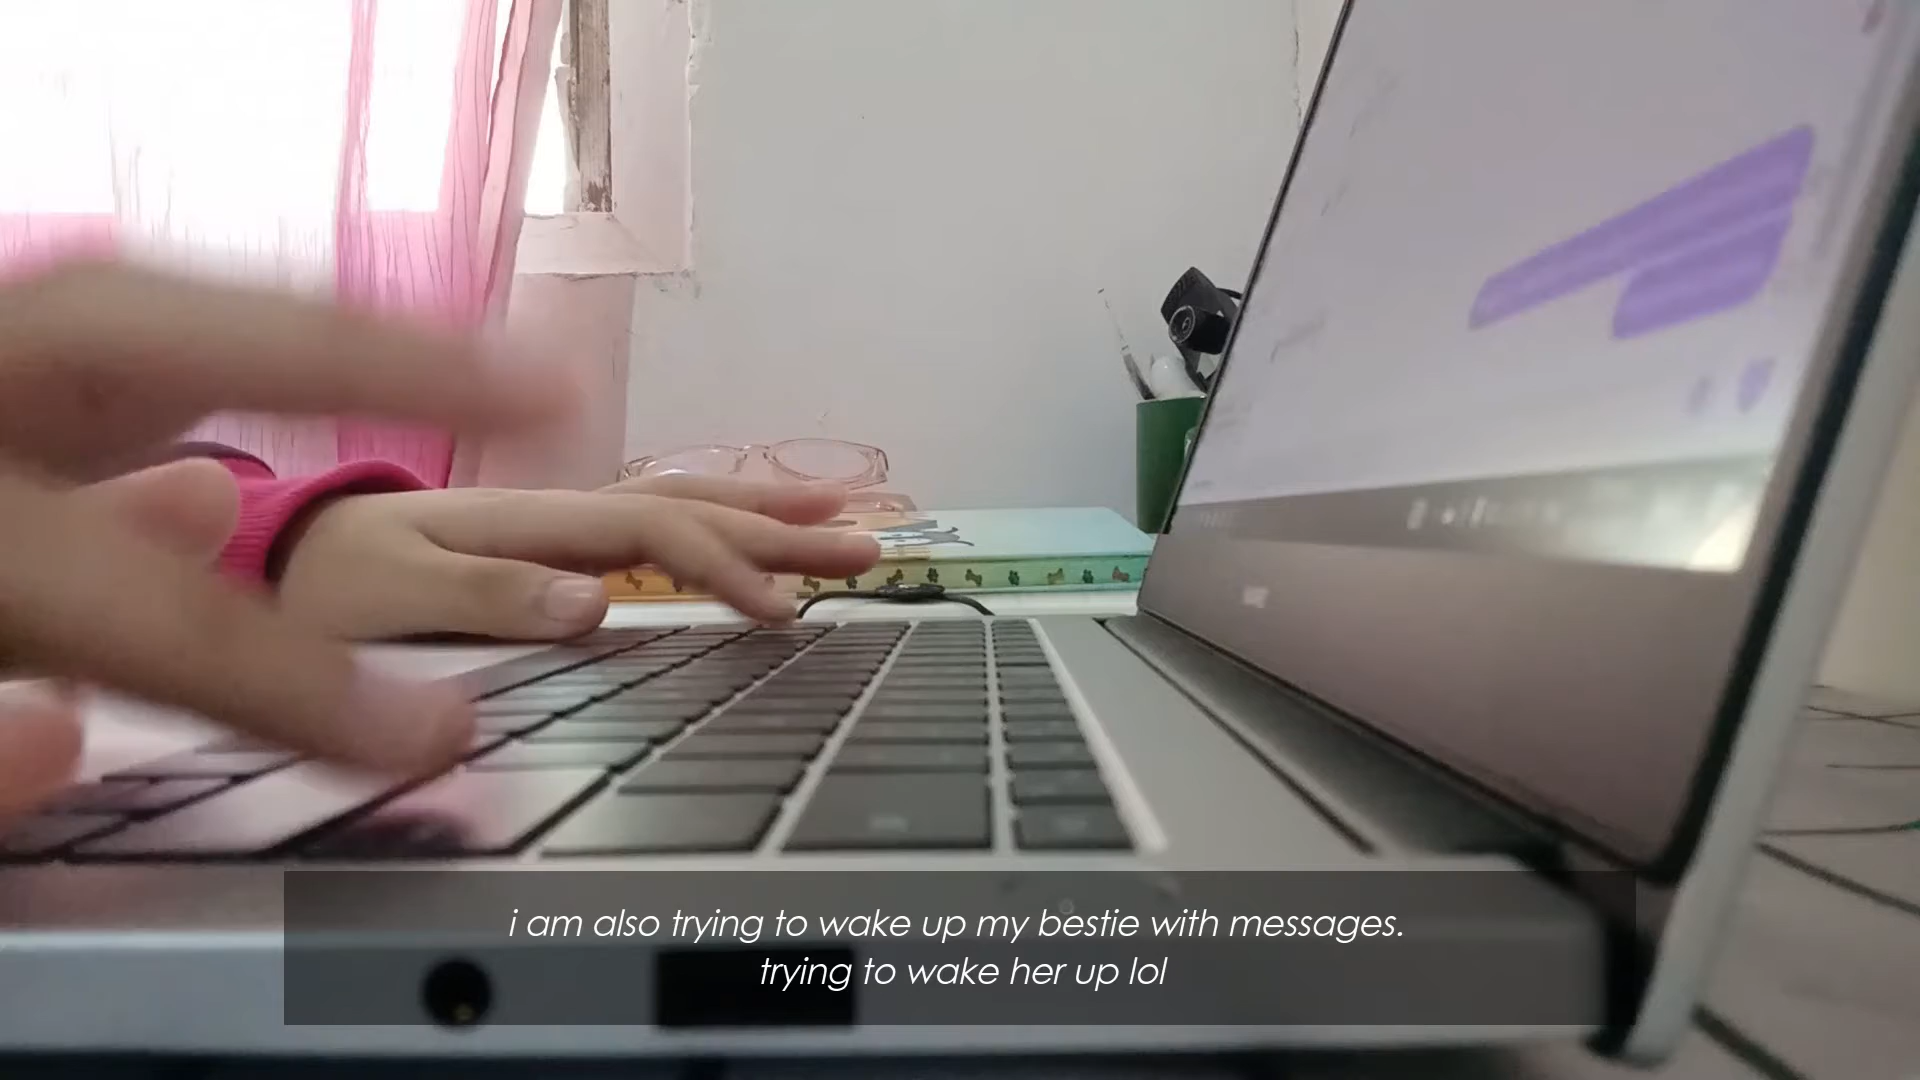 i am also trying to wake up my bestie with messages.
trying to wake her up lol